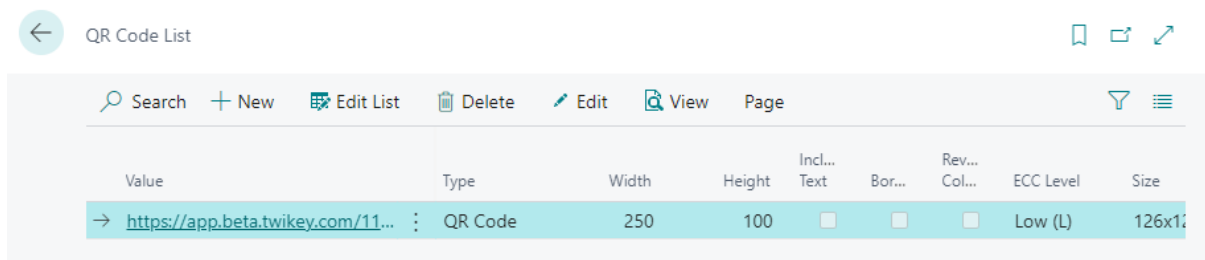 QR Code List
Search New Edit List Delete Edit View Page
Incl... Rev...
Value Type Width Height Text Bor... Col... ECC Level Size
https://app.beta.twikey.com/11... QR Code 250 100 Low (L) 126x12